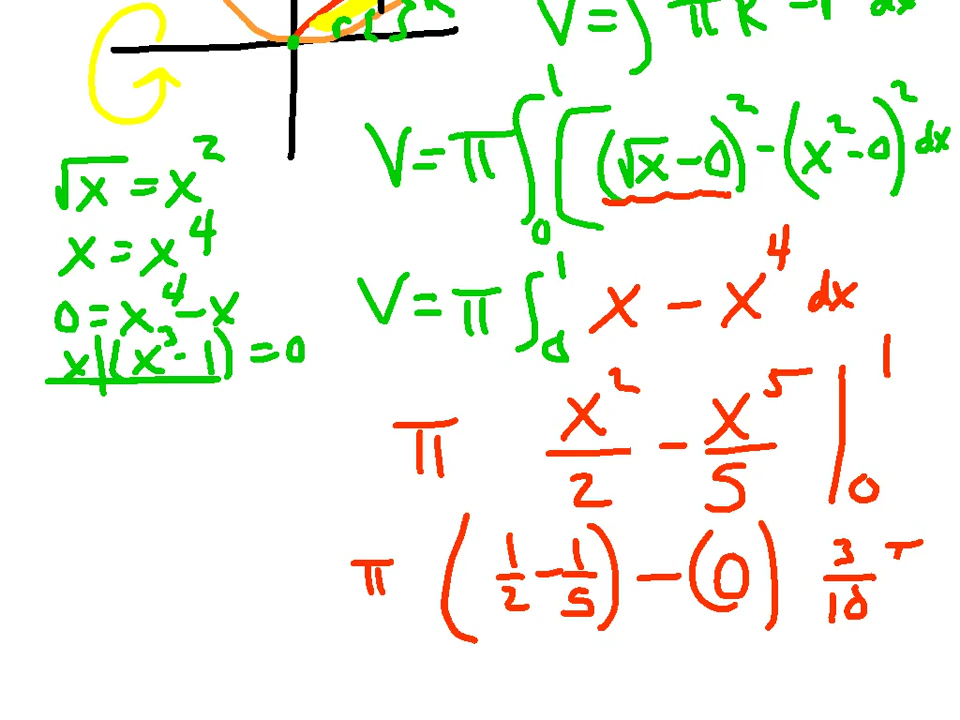 r R
V = ∫ πR² - r² dx
√x = x²
x = x⁴
0 = x⁴ - x
x | (x³ - 1) = 0
V = π ∫₀¹ [(√x - 0)² - (x² - 0)² dx
V = π ∫₀¹ x - x⁴ dx
π x²/2 - x⁵/5 |₀¹
π (1/2 - 1/5) - (0) 3/10 π